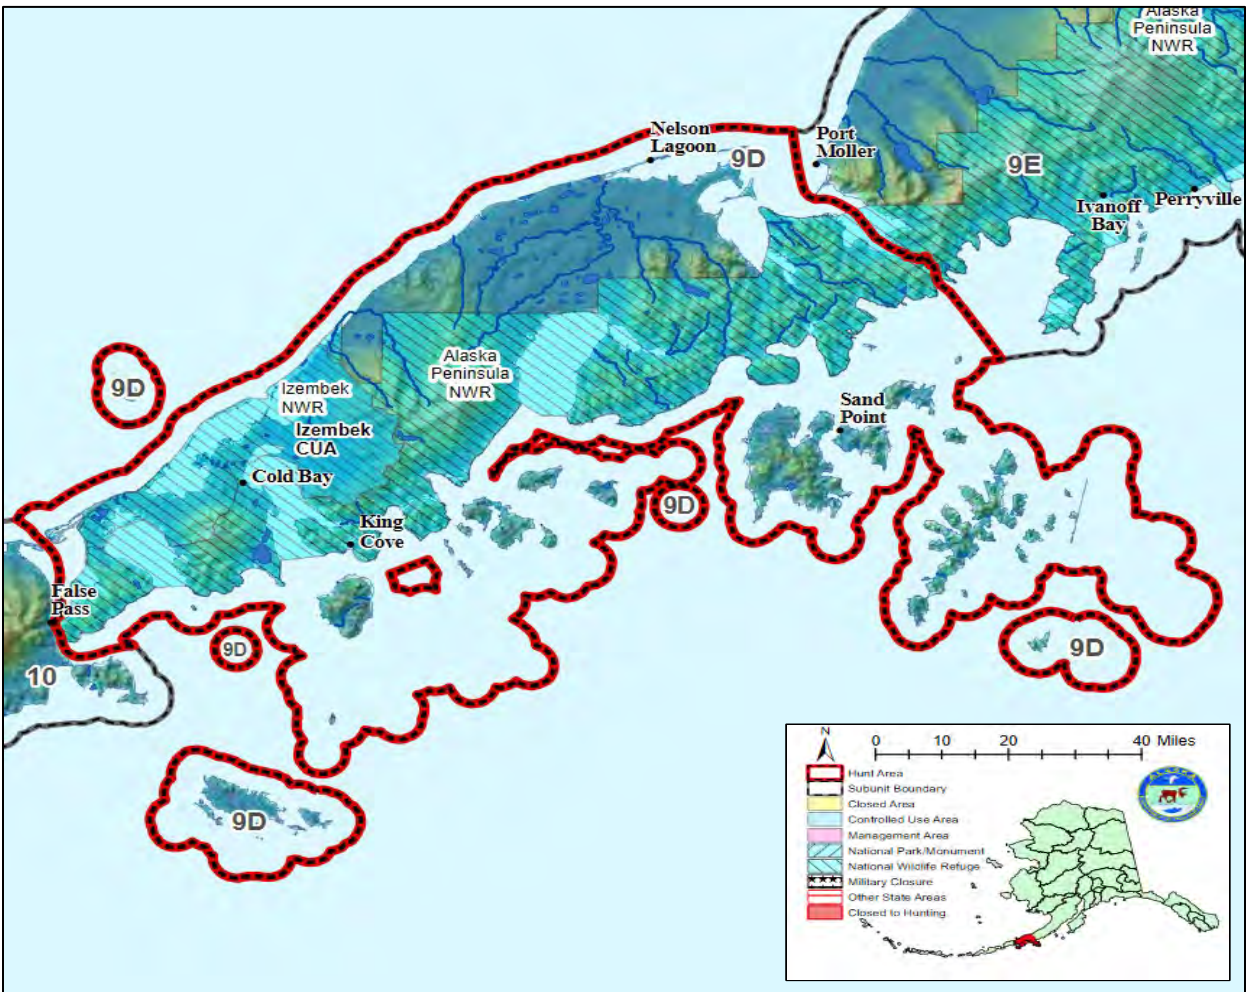 Alaska
Peninsula
NWR
Nelson
Lagoon
9D
Port
Moller
9E
Ivanoff
Bay
Perryville
9D
Izembek
NWR
Alaska
Peninsula
NWR
Izembek
CUA
Sand
Point
Cold Bay
9D
King
Cove
False
Pass
9D
9D
10
9D
N
0 10 20 40 Miles
Hunt Area
Subunit Boundary
Closed Area
Controlled Use Area
Management Area
National Park/Monument
National Wildlife Refuge
Military Closure
Other State Areas
Closed to Hunting
ALASKA